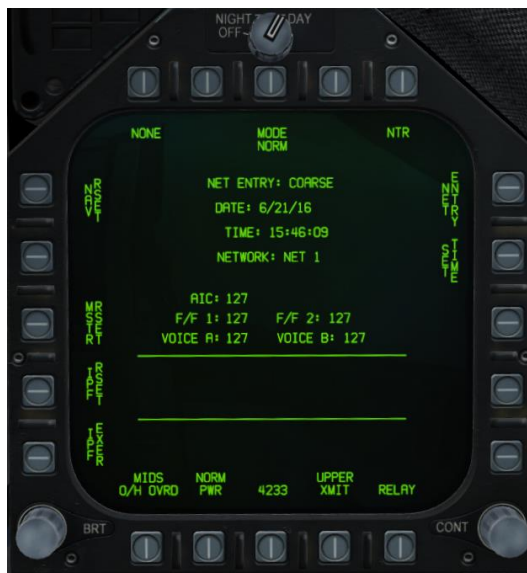 NIGHT DAY
OFF
NONE
MODE
NORM
NTR
NET ENTRY: COARSE
DATE: 6/21/16
TIME: 15:46:09
NETWORK: NET 1
AIC: 127
F/F 1: 127 F/F 2: 127
VOICE A: 127 VOICE B: 127
NAV
RSET
MSTR
RSET
IPF
RSET
IPF
EXER
NET
ENTRY
SET
TIME
MIDS
O/H OVRD
NORM
PWR
4233
UPPER
XMIT
RELAY
BRT
CONT